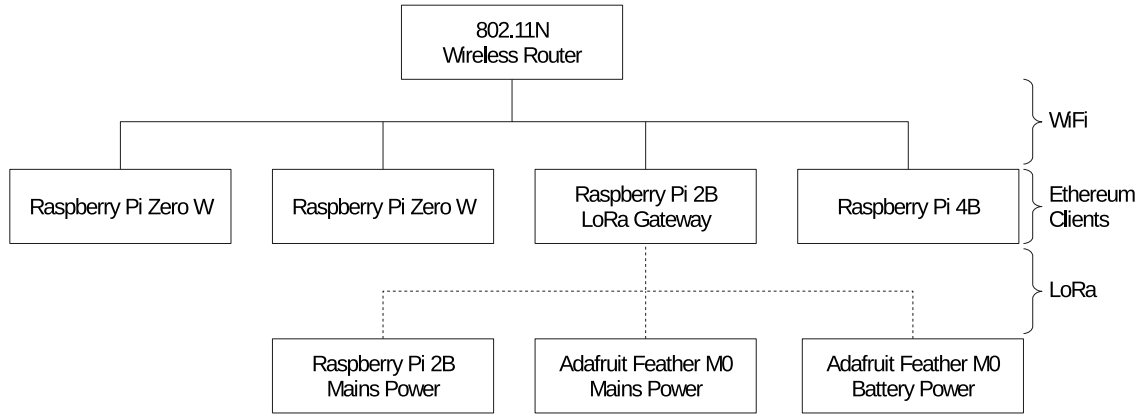 802.11N
Wireless Router
WiFi
Raspberry Pi Zero W
Raspberry Pi Zero W
Raspberry Pi 2B
LoRa Gateway
Raspberry Pi 4B
Ethereum
Clients
LoRa
Raspberry Pi 2B
Mains Power
Adafruit Feather M0
Mains Power
Adafruit Feather M0
Battery Power